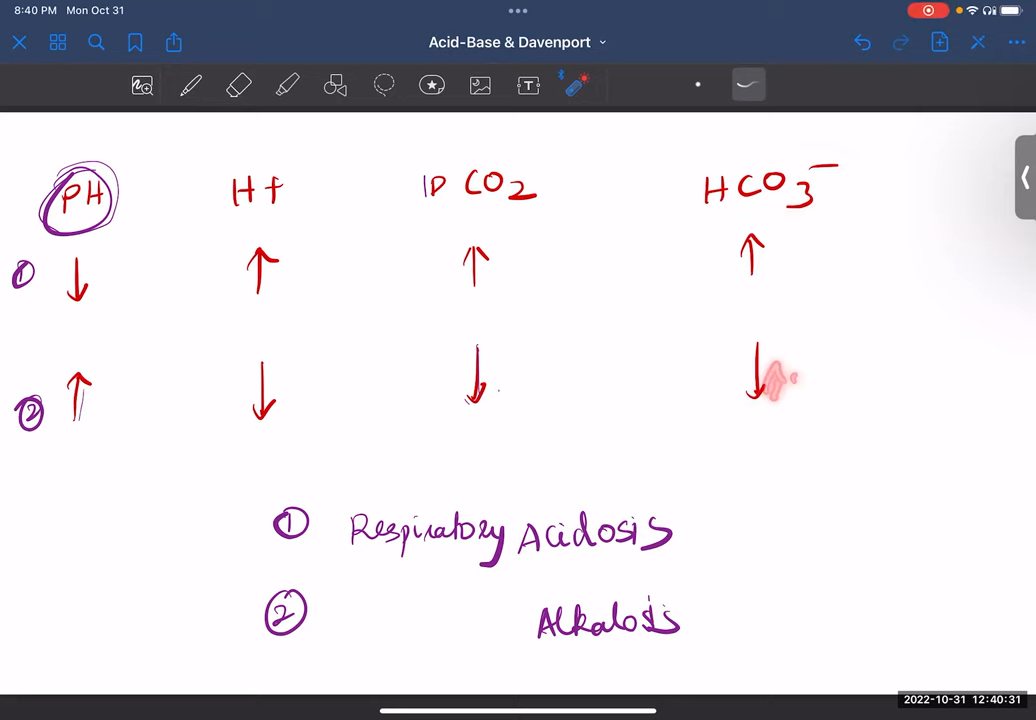 8:40 PM Mon Oct 31
Acid-Base & Davenport
T
PH H+ PCO2 HCO3⁻
① ↓ ↑ ↑ ↑
② ↑ ↓ ↓ ↓
① Respiratory Acidosis
② Alkalosis
2022-10-31 12:40:31